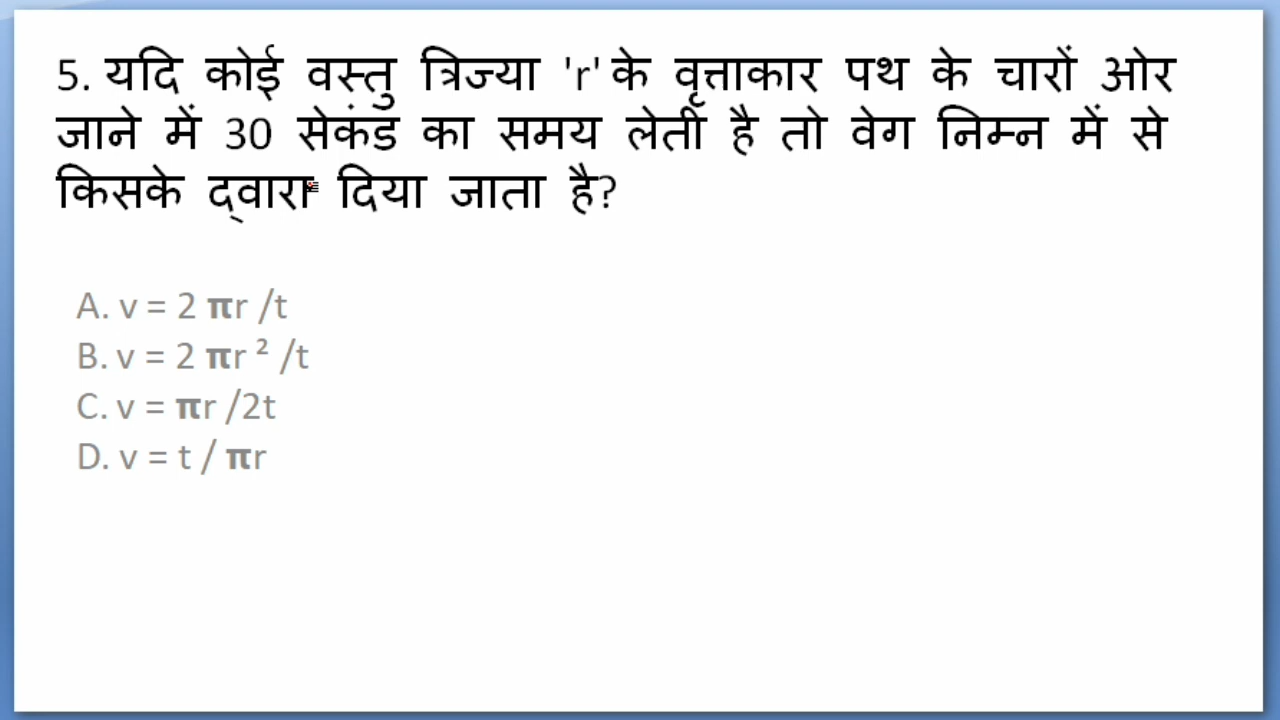 5. यदि कोई वस्तु त्रिज्या 'r' के वृत्ताकार पथ के चारों ओर
जाने में 30 सेकंड का समय लेती है तो वेग निम्न में से
किसके द्वारा दिया जाता है?
A. v = 2 πr /t
B. v = 2 πr ² /t
C. v = πr /2t
D. v = t / πr